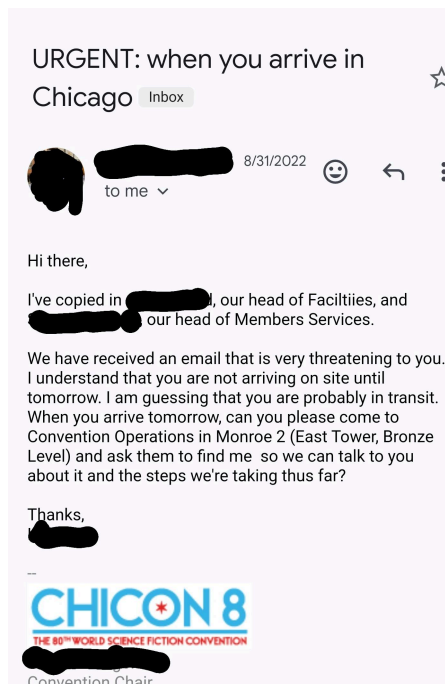 URGENT: when you arrive in
Chicago Inbox
8/31/2022
to me
Hi there,
I've copied in , our head of Faciltiies, and
our head of Members Services.
We have received an email that is very threatening to you.
I understand that you are not arriving on site until
tomorrow. I am guessing that you are probably in transit.
When you arrive tomorrow, can you please come to
Convention Operations in Monroe 2 (East Tower, Bronze
Level) and ask them to find me so we can talk to you
about it and the steps we're taking thus far?
Thanks,
--
CHICON 8
THE 80TH WORLD SCIENCE FICTION CONVENTION
Convention Chair